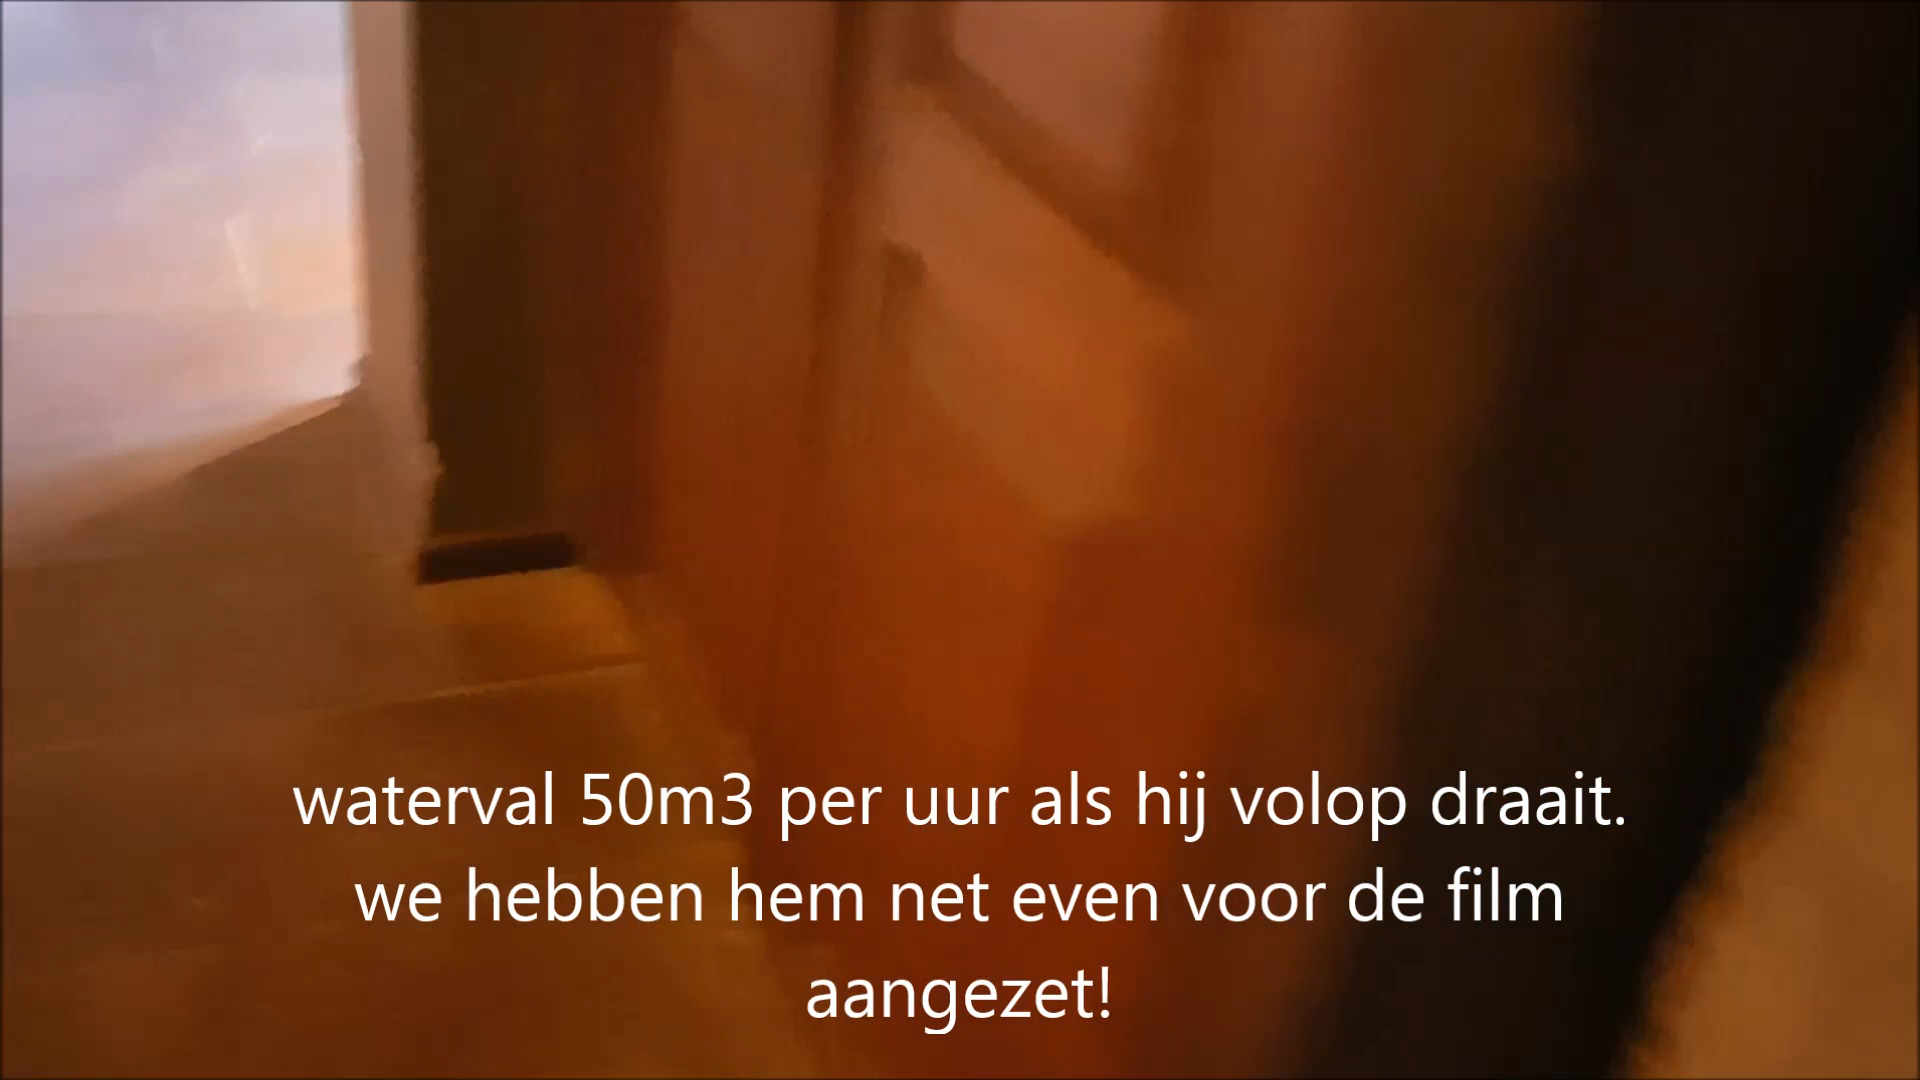 waterval 50m3 per uur als hij volop draait.
we hebben hem net even voor de film
aangezet!